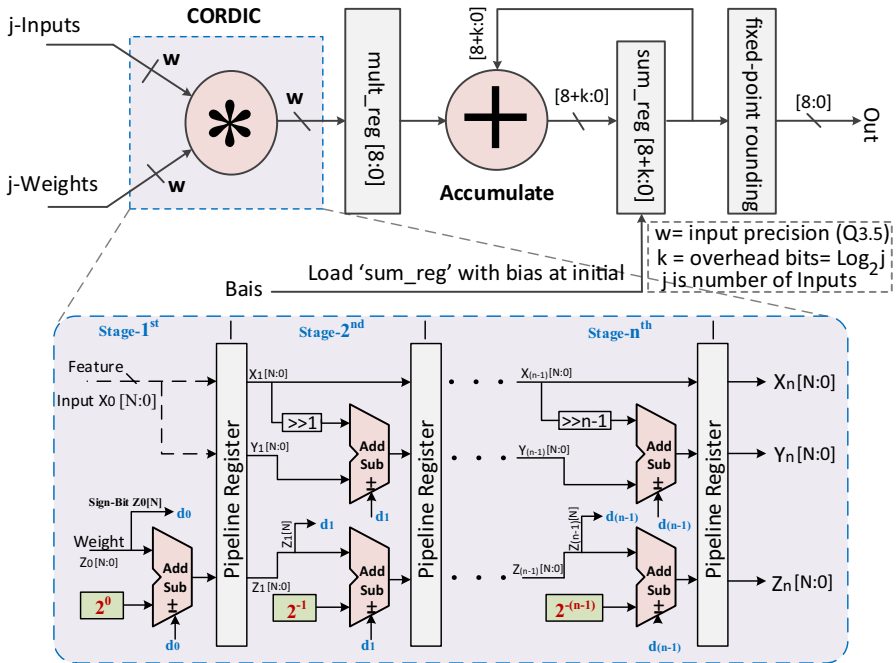 CORDIC
j-Inputs
w
w
*
j-Weights
w
mult_reg [8:0]
[8+k:0]
+
Accumulate
[8+k:0]
sum_reg [8+k:0]
fixed-point rounding
[8:0]
Out
w= input precision (Q3.5)
k = overhead bits= Log2j
j is number of Inputs
Load ‘sum_reg’ with bias at initial
Bais
Stage-1st
Stage-2nd
Stage-nth
Feature
Input X0 [N:0]
Sign-Bit Z0[N]
d0
Weight
Z0[N:0]
Add
Sub
±
2^0
d0
Pipeline Register
X1[N:0]
>>1
Y1[N:0]
Add
Sub
±
d1
Z1[N]
d1
Z1[N:0]
Add
Sub
±
2^-1
d1
Pipeline Register
X(n-1)[N:0]
>>n-1
Y(n-1)[N:0]
Add
Sub
±
d(n-1)
Z(n-1)[N]
d(n-1)
Z(n-1)[N:0]
Add
Sub
±
2^-(n-1)
d(n-1)
Pipeline Register
Xn[N:0]
Yn[N:0]
Zn[N:0]